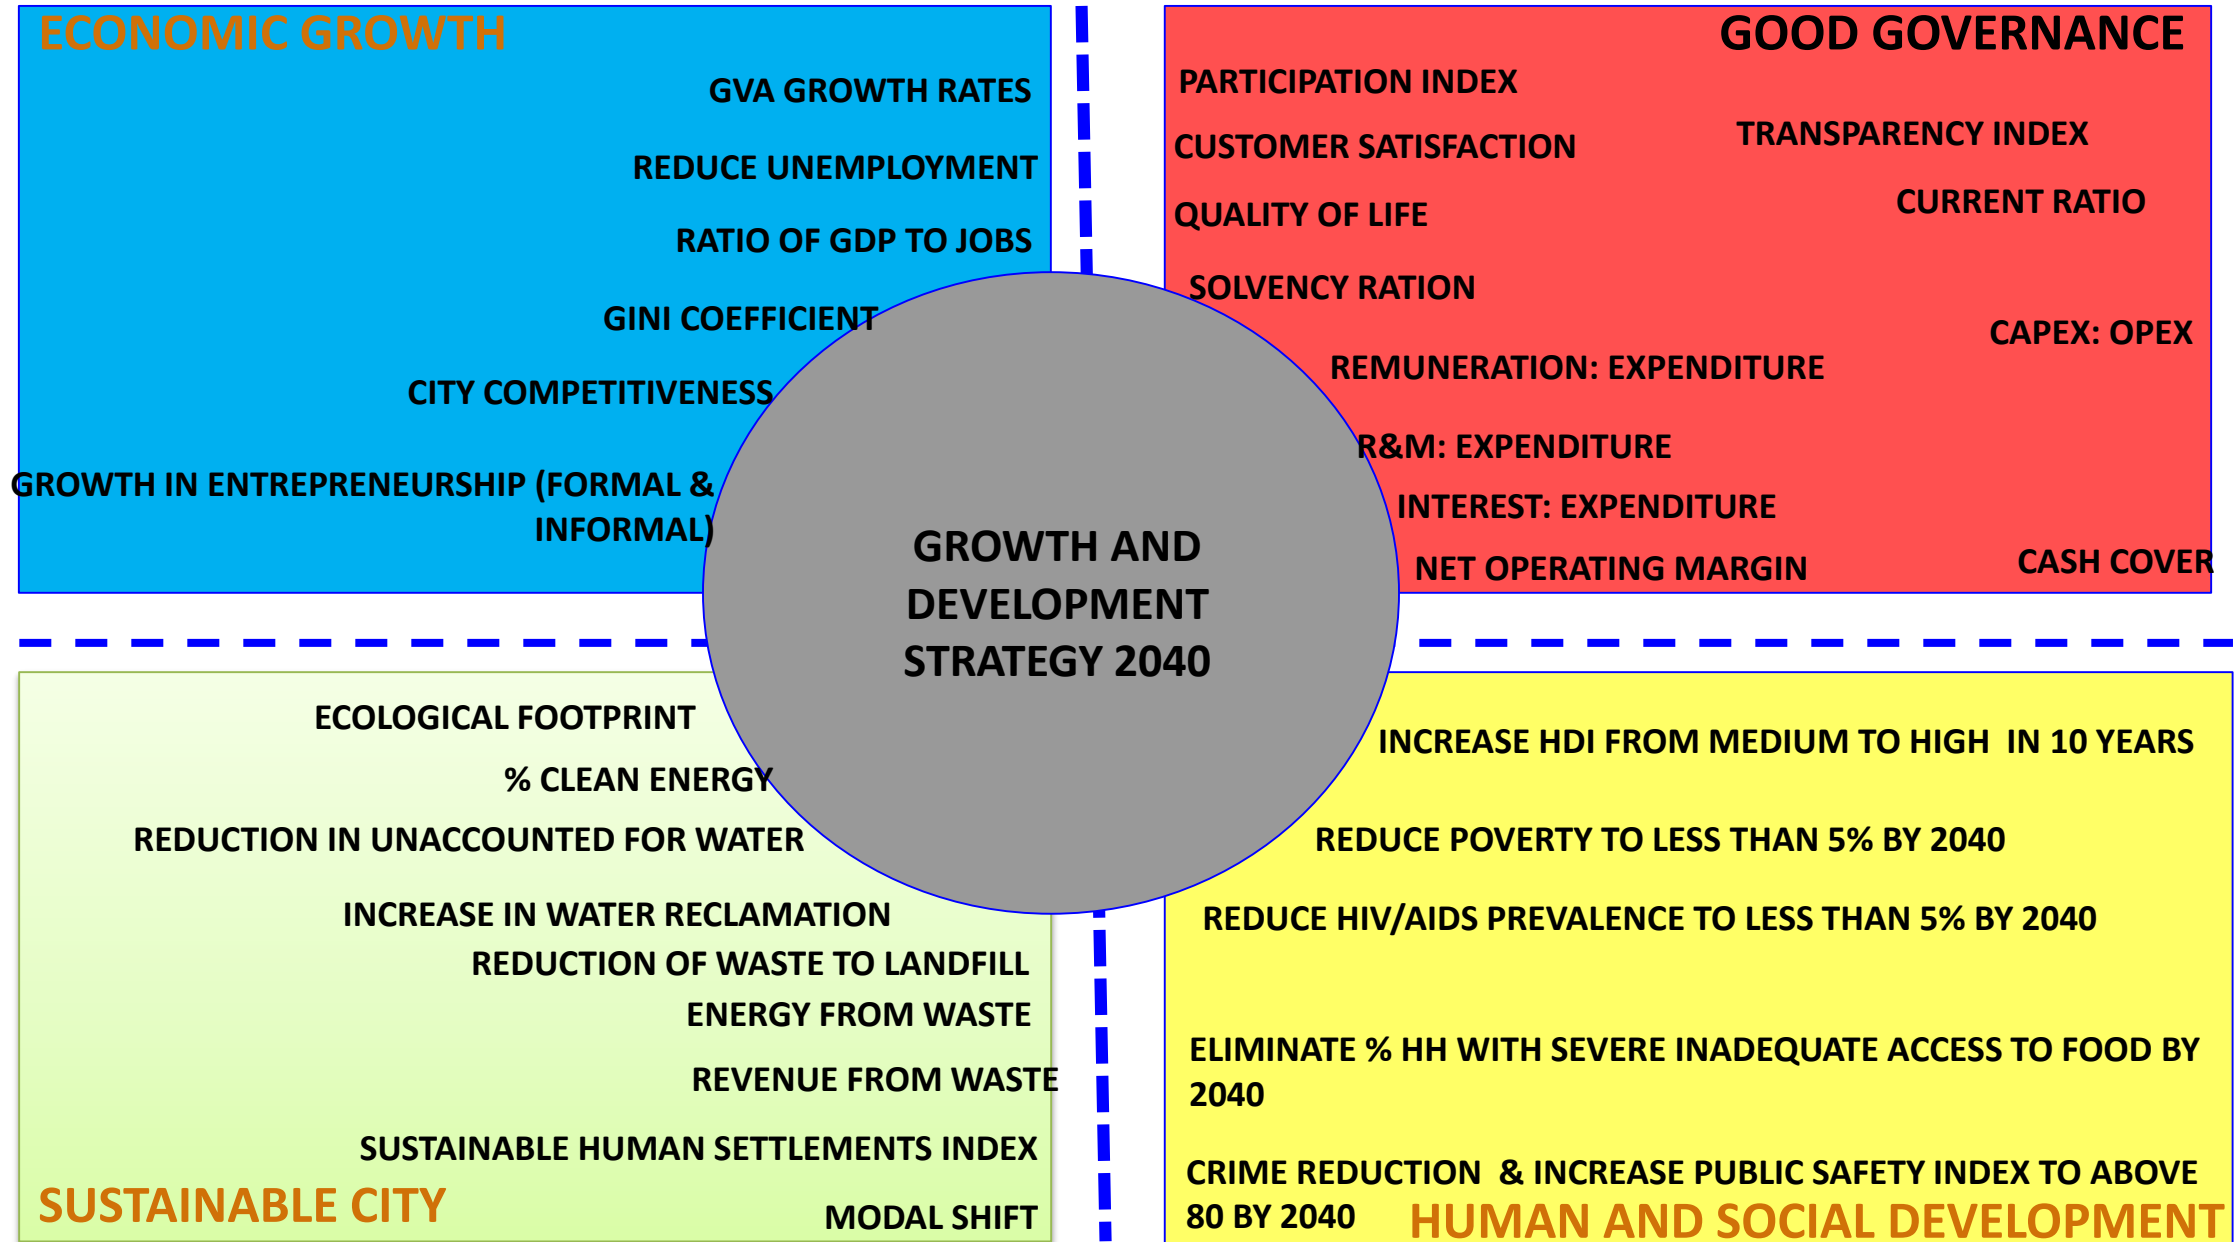 ECONOMIC GROWTH
GVA GROWTH RATES
REDUCE UNEMPLOYMENT
RATIO OF GDP TO JOBS
GINI COEFFICIENT
CITY COMPETITIVENESS
GROWTH IN ENTREPRENEURSHIP (FORMAL &
INFORMAL)
GOOD GOVERNANCE
PARTICIPATION INDEX
TRANSPARENCY INDEX
CUSTOMER SATISFACTION
CURRENT RATIO
QUALITY OF LIFE
SOLVENCY RATION
CAPEX: OPEX
REMUNERATION: EXPENDITURE
R&M: EXPENDITURE
INTEREST: EXPENDITURE
NET OPERATING MARGIN
CASH COVER
GROWTH AND
DEVELOPMENT
STRATEGY 2040
ECOLOGICAL FOOTPRINT
% CLEAN ENERGY
REDUCTION IN UNACCOUNTED FOR WATER
INCREASE IN WATER RECLAMATION
REDUCTION OF WASTE TO LANDFILL
ENERGY FROM WASTE
REVENUE FROM WASTE
SUSTAINABLE HUMAN SETTLEMENTS INDEX
MODAL SHIFT
SUSTAINABLE CITY
INCREASE HDI FROM MEDIUM TO HIGH IN 10 YEARS
REDUCE POVERTY TO LESS THAN 5% BY 2040
REDUCE HIV/AIDS PREVALENCE TO LESS THAN 5% BY 2040
ELIMINATE % HH WITH SEVERE INADEQUATE ACCESS TO FOOD BY
2040
CRIME REDUCTION & INCREASE PUBLIC SAFETY INDEX TO ABOVE
80 BY 2040
HUMAN AND SOCIAL DEVELOPMENT